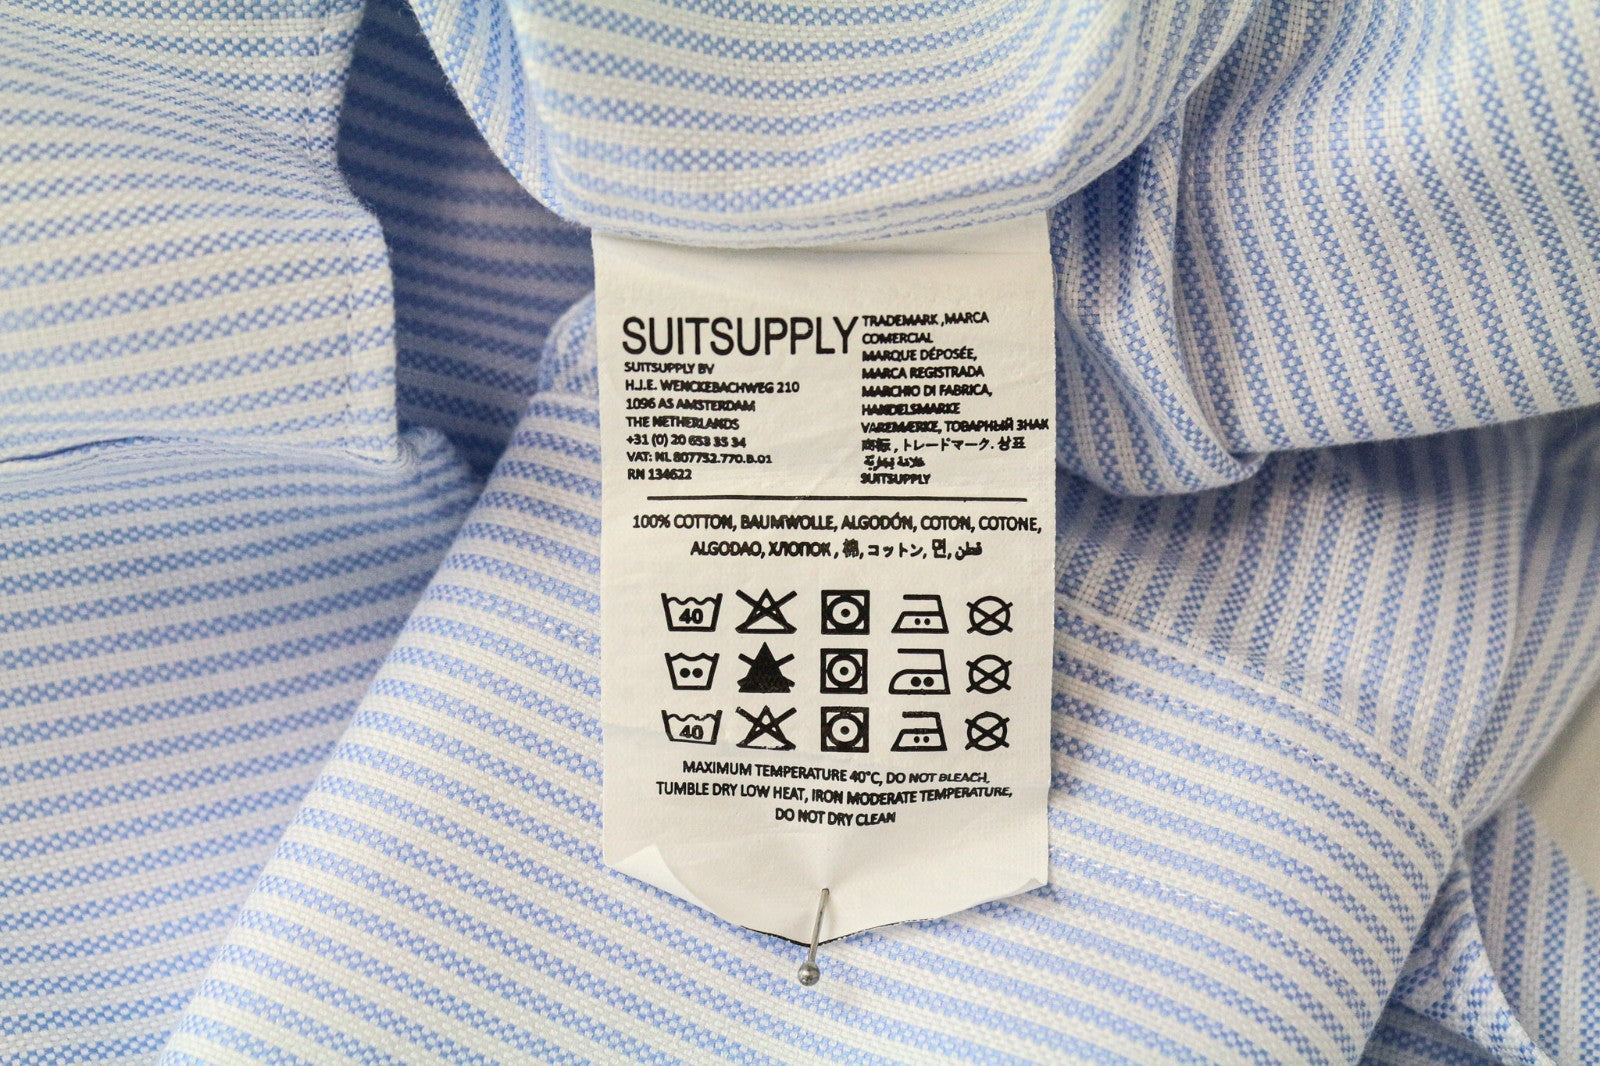 SUITSUPPLY
SUITSUPPLY BV
H.J.E. WENCKEBACHWEG 210
1096 AS AMSTERDAM
THE NETHERLANDS
+31 (0) 20 653 35 34
VAT: NL 807752.770.B.01
RN 134622
TRADEMARK ,MARCA
COMERCIAL
MARQUE DÉPOSÉE,
MARCA REGISTRADA
MARCHIO DI FABRICA,
HANDELSMARKE
VAREMÆRKE, ТОВАРНЫЙ ЗНАК
商标 , トレードマーク. 상표
SUITSUPPLY
100% COTTON, BAUMWOLLE, ALGODÓN, COTON, COTONE,
ALGODAO, ХЛОПОК , 棉, コットン, 면, قطن
40
40
MAXIMUM TEMPERATURE 40°C, DO NOT BLEACH,
TUMBLE DRY LOW HEAT, IRON MODERATE TEMPERATURE,
DO NOT DRY CLEAN